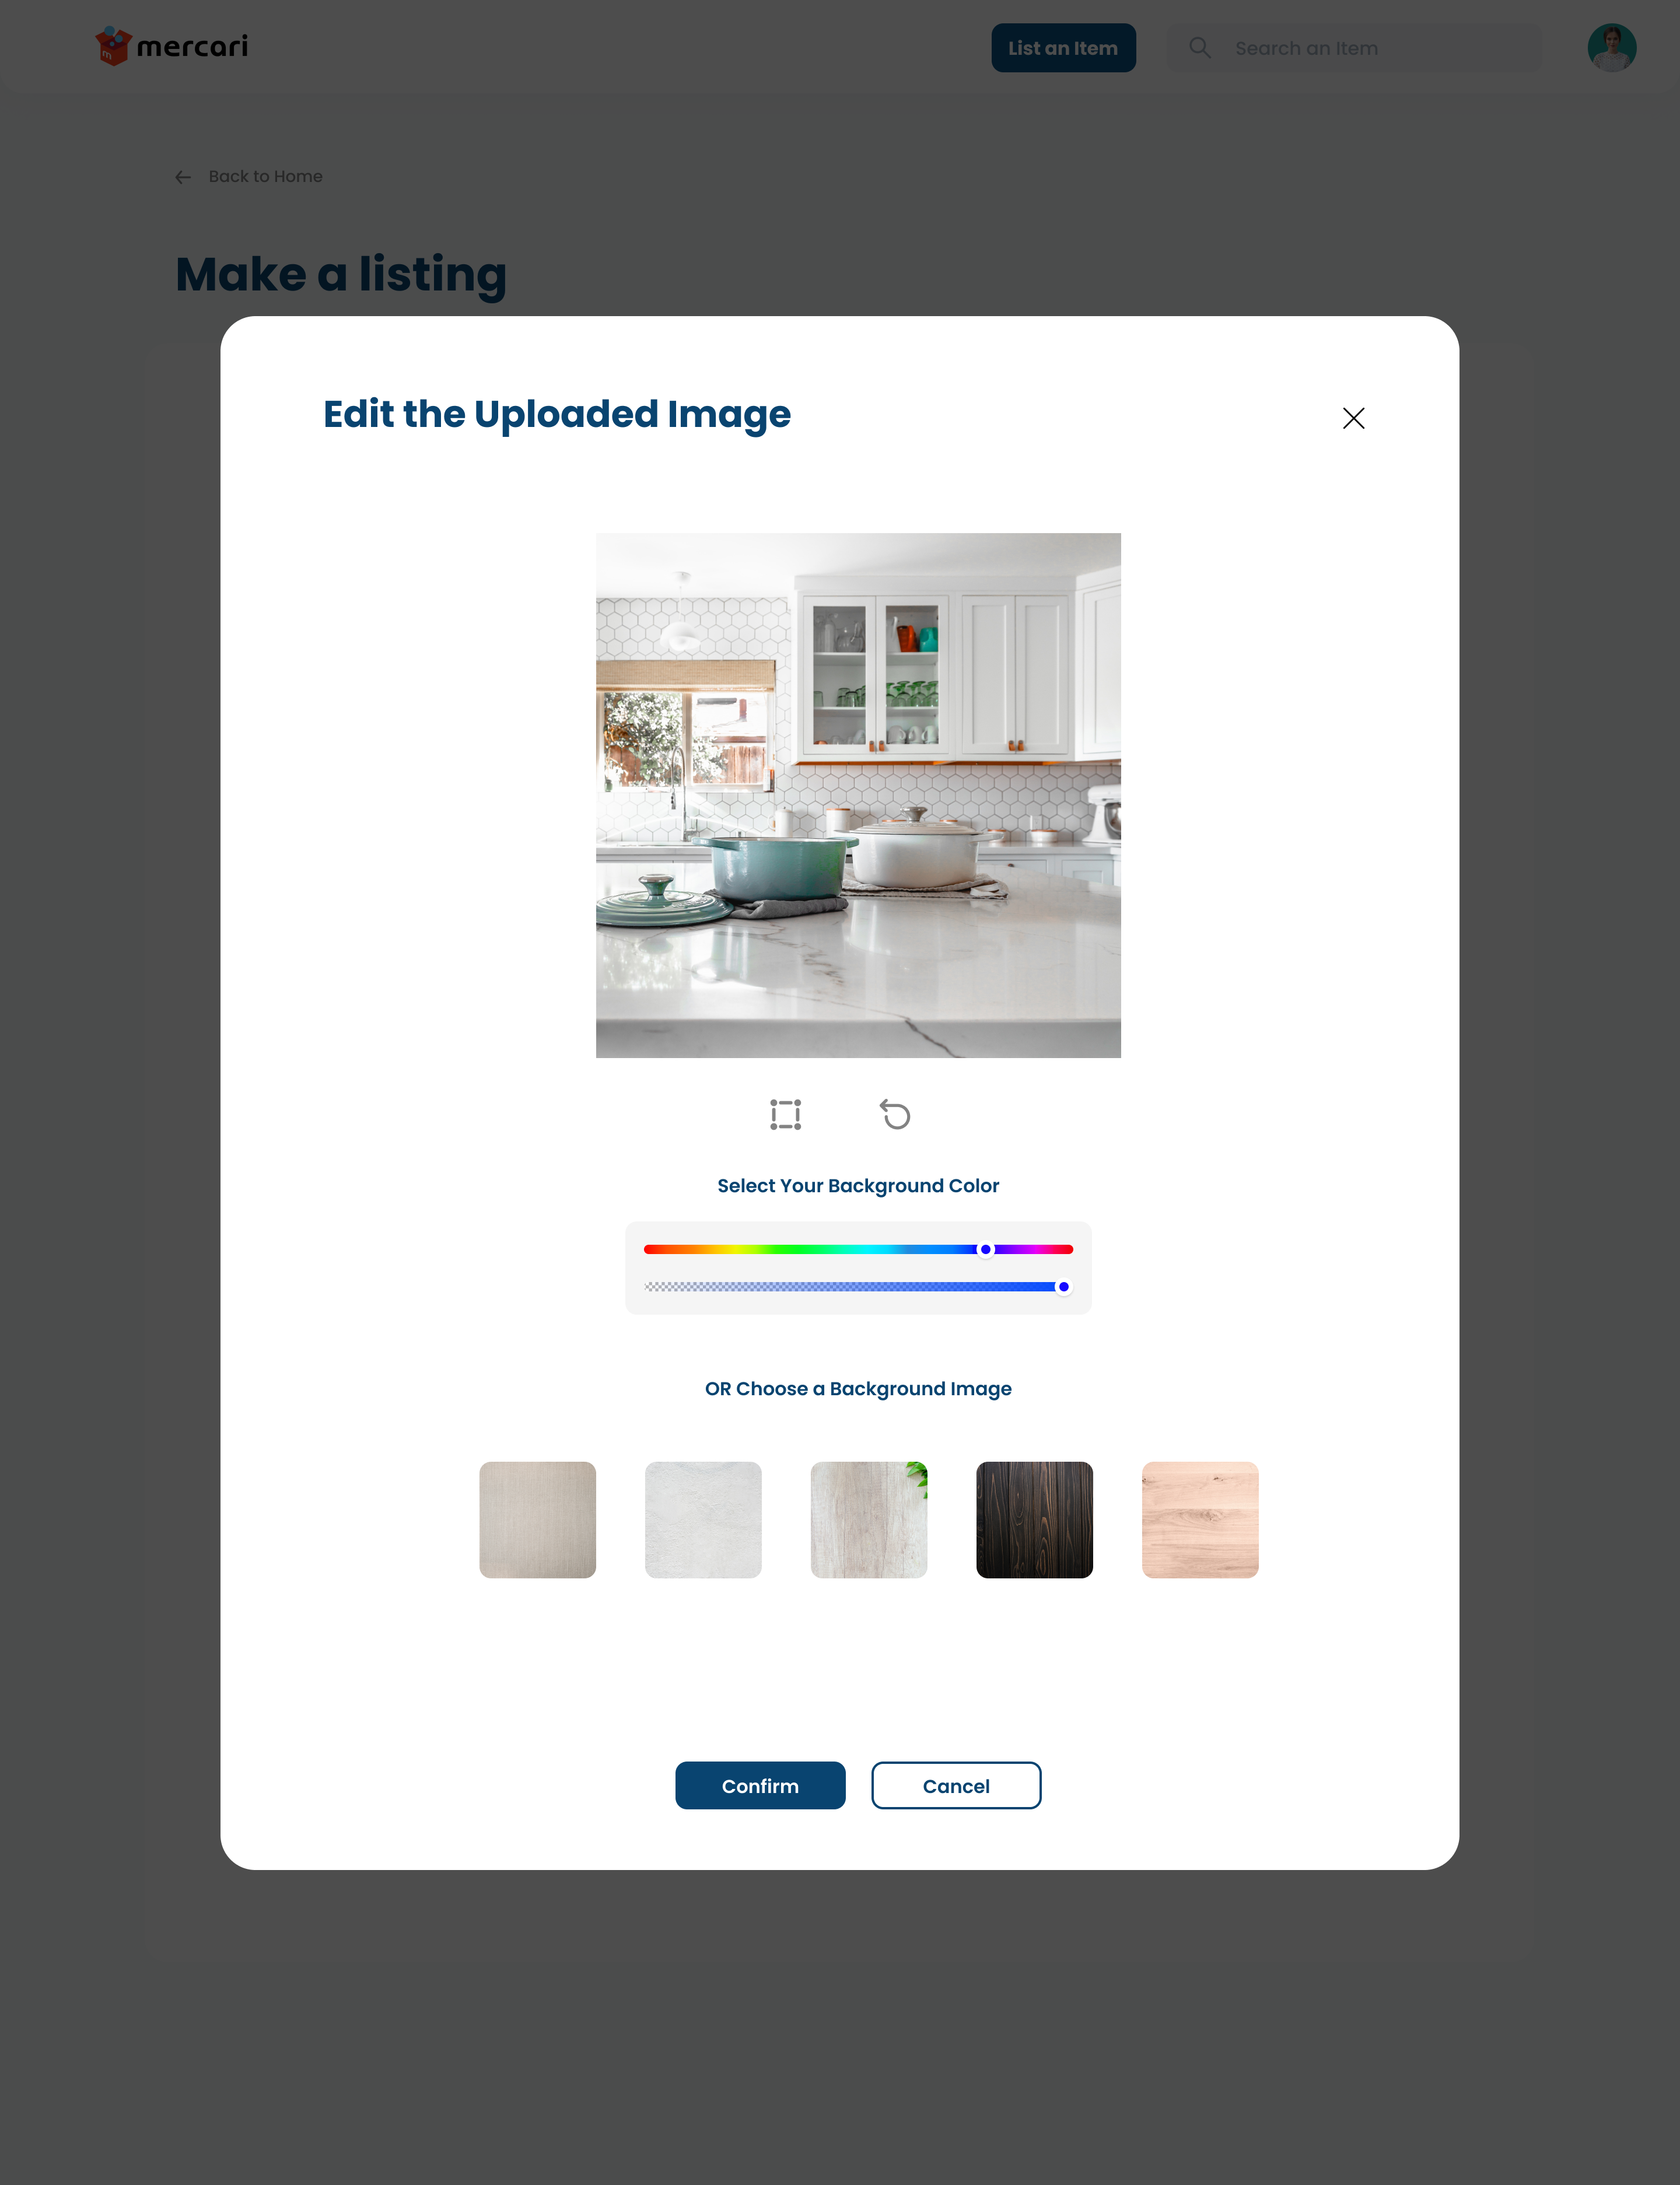 mercari
List an Item
Search an Item
Back to Home
Make a listing
Edit the Uploaded Image
Select Your Background Color
OR Choose a Background Image
Confirm
Cancel